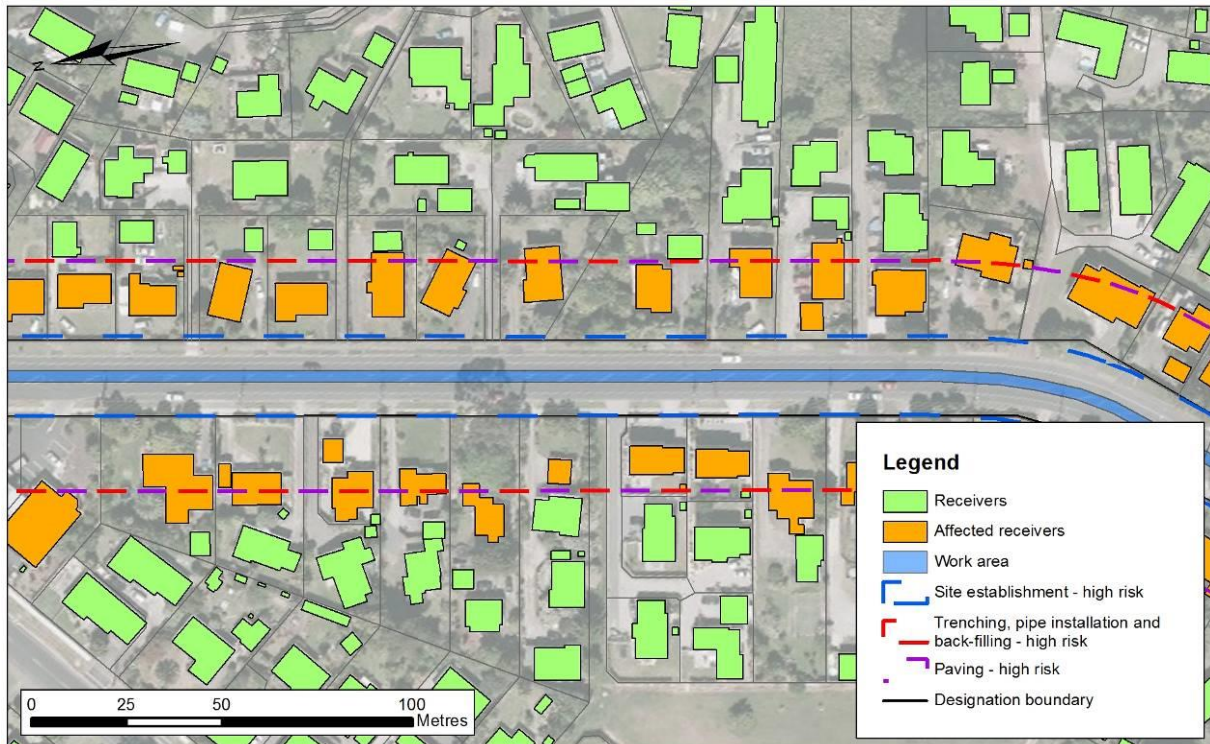 N
Legend
Receivers
Affected receivers
Work area
Site establishment - high risk
Trenching, pipe installation and
back-filling - high risk
Paving - high risk
Designation boundary
0 25 50 100
Metres